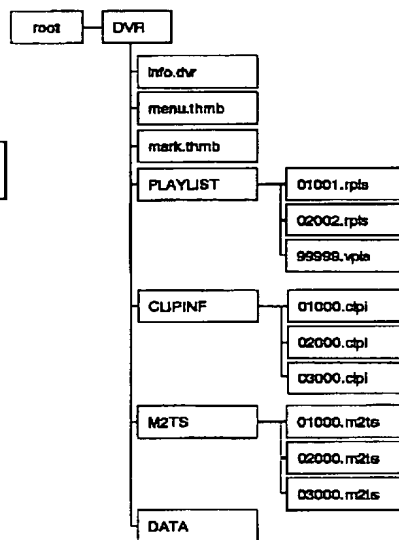 root DVR
info.dvr
menu.thmb
mark.thmb
PLAYLIST 01001.rpls
02002.rpls
99999.vpls
CLIPINF 01000.clpi
02000.clpi
03000.clpi
M2TS 01000.m2ts
02000.m2ts
03000.m2ts
DATA